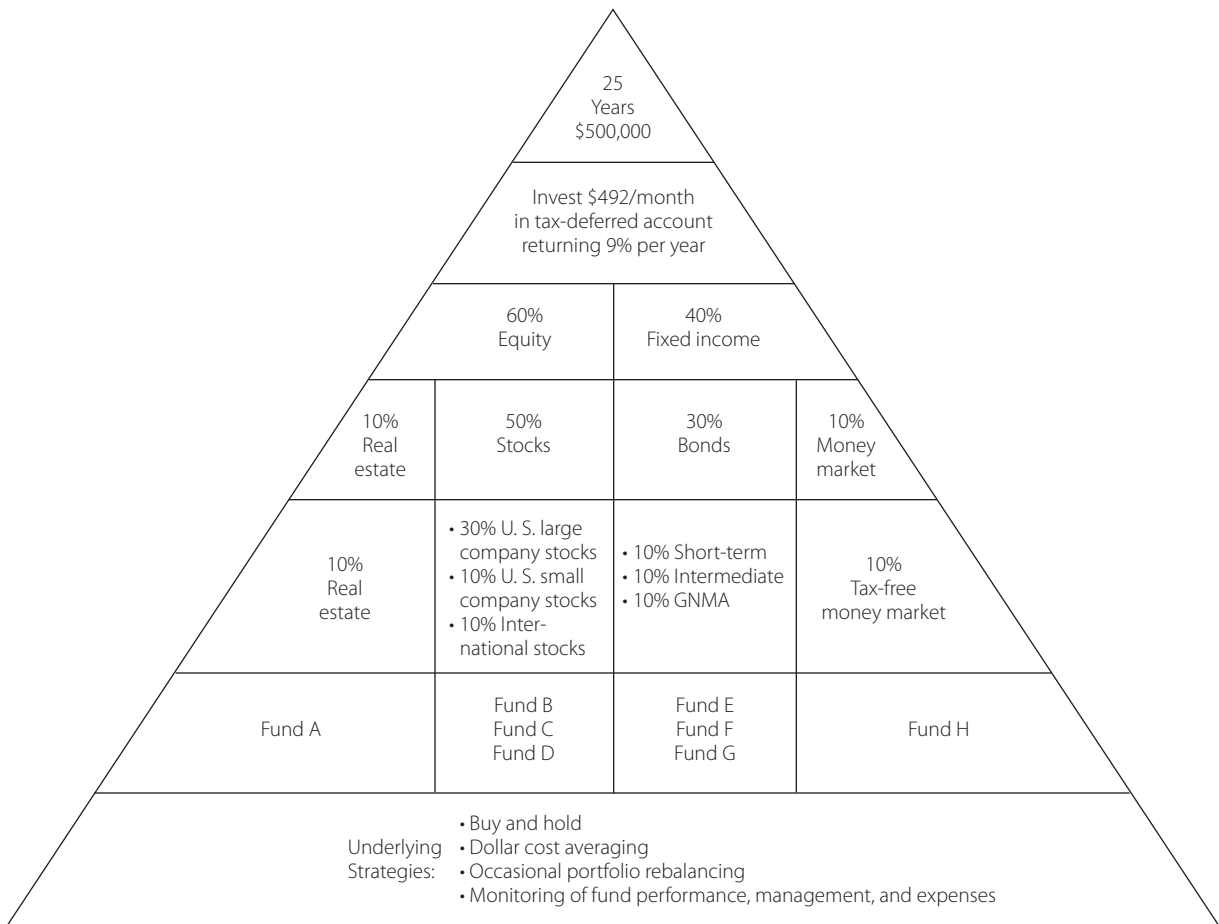 25
Years
$500,000
Invest $492/month
in tax-deferred account
returning 9% per year
60%
Equity
40%
Fixed income
10%
Real
estate
50%
Stocks
30%
Bonds
10%
Money
market
10%
Real
estate
• 30% U. S. large
company stocks
• 10% U. S. small
company stocks
• 10% Inter-
national stocks
• 10% Short-term
• 10% Intermediate
• 10% GNMA
10%
Tax-free
money market
Fund A
Fund B
Fund C
Fund D
Fund E
Fund F
Fund G
Fund H
Underlying
Strategies:
• Buy and hold
• Dollar cost averaging
• Occasional portfolio rebalancing
• Monitoring of fund performance, management, and expenses